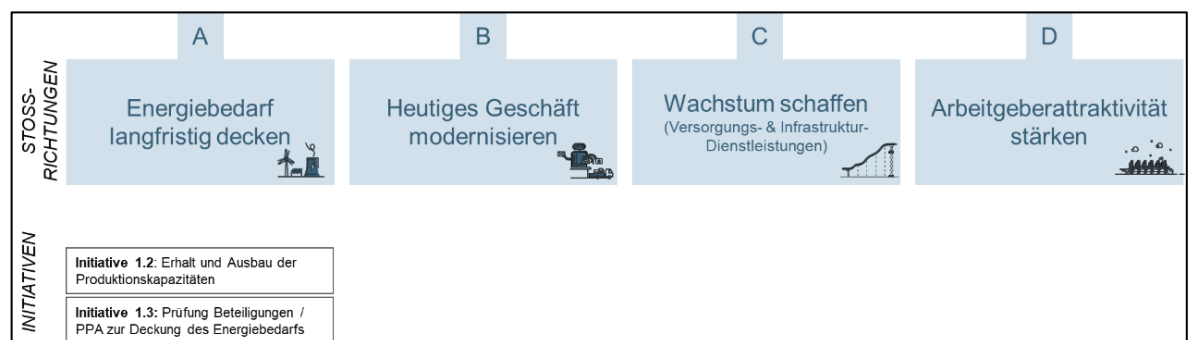 STOSS-
RICHTUNGEN
A
Energiebedarf
langfristig decken
B
Heutiges Geschäft
modernisieren
C
Wachstum schaffen
(Versorgungs- & Infrastruktur-
Dienstleistungen)
D
Arbeitgeberattraktivität
stärken
INITIATIVEN
Initiative 1.2: Erhalt und Ausbau der
Produktionskapazitäten
Initiative 1.3: Prüfung Beteiligungen /
PPA zur Deckung des Energiebedarfs